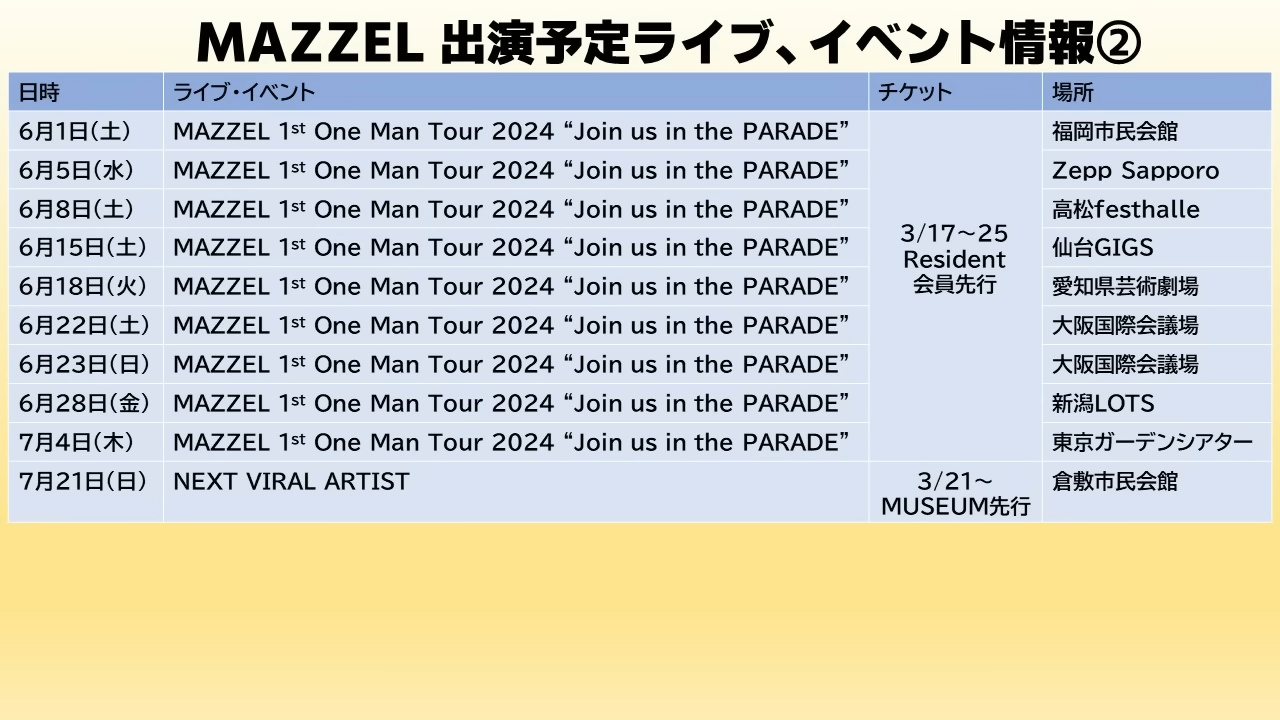 MAZZEL 出演予定ライブ、イベント情報②
日時 ライブ・イベント チケット 場所
6月1日(土) MAZZEL 1st One Man Tour 2024 “Join us in the PARADE” 福岡市民会館
6月5日(水) MAZZEL 1st One Man Tour 2024 “Join us in the PARADE” Zepp Sapporo
6月8日(土) MAZZEL 1st One Man Tour 2024 “Join us in the PARADE” 高松festhalle
6月15日(土) MAZZEL 1st One Man Tour 2024 “Join us in the PARADE” 仙台GIGS
6月18日(火) MAZZEL 1st One Man Tour 2024 “Join us in the PARADE” 愛知県芸術劇場
6月22日(土) MAZZEL 1st One Man Tour 2024 “Join us in the PARADE” 大阪国際会議場
6月23日(日) MAZZEL 1st One Man Tour 2024 “Join us in the PARADE” 大阪国際会議場
6月28日(金) MAZZEL 1st One Man Tour 2024 “Join us in the PARADE” 新潟LOTS
7月4日(木) MAZZEL 1st One Man Tour 2024 “Join us in the PARADE” 東京ガーデンシアター
3/17~25
Resident
会員先行
7月21日(日) NEXT VIRAL ARTIST 3/21~ 倉敷市民会館
MUSEUM先行